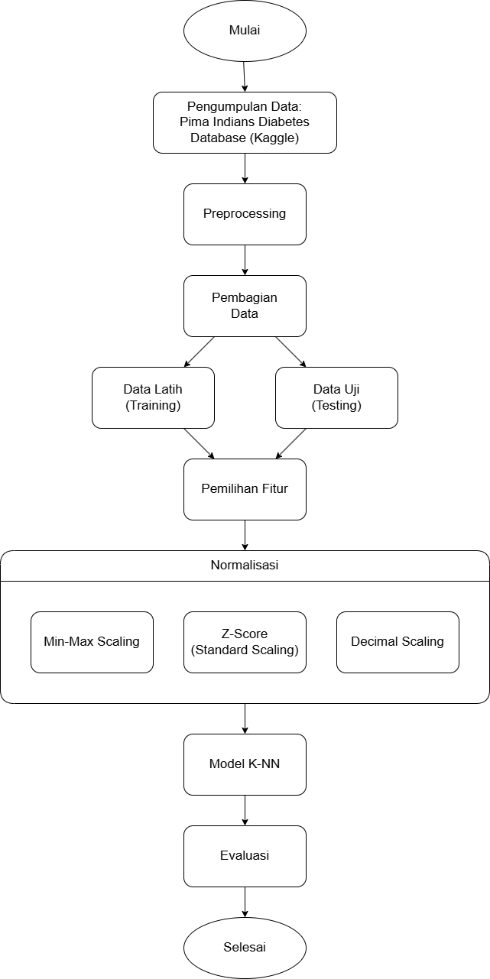 Mulai
Pengumpulan Data:
Pima Indians Diabetes
Database (Kaggle)
Preprocessing
Pembagian
Data
Data Latih
(Training)
Data Uji
(Testing)
Pemilihan Fitur
Normalisasi
Min-Max Scaling
Z-Score
(Standard Scaling)
Decimal Scaling
Model K-NN
Evaluasi
Selesai